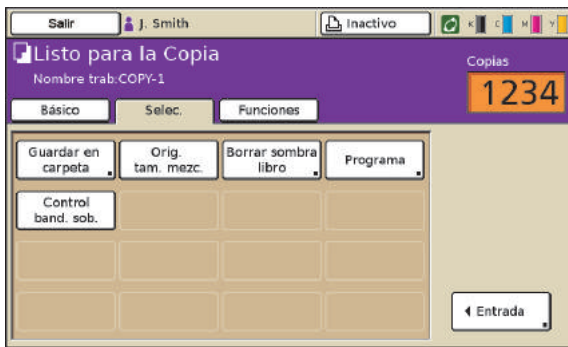 Salir
J. Smith
Inactivo
K C M Y
Listo para la Copia
Nombre trab:COPY-1
Copias
1234
Básico
Selec.
Funciones
Guardar en
carpeta
Orig.
tam. mezc.
Borrar sombra
libro
Programa
Control
band. sob.
Entrada